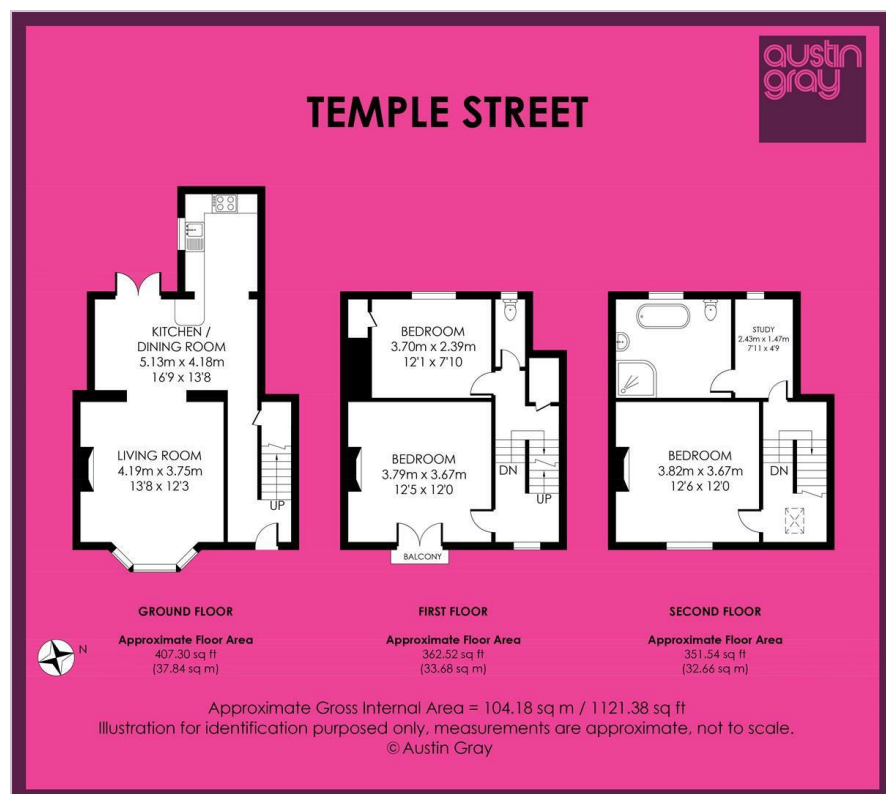 austin
gray
TEMPLE STREET
KITCHEN /
DINING ROOM
5.13m x 4.18m
16'9 x 13'8
LIVING ROOM
4.19m x 3.75m
13'8 x 12'3
UP
BEDROOM
3.70m x 2.39m
12'1 x 7'10
BEDROOM
3.79m x 3.67m
12'5 x 12'0
DN
UP
BALCONY
STUDY
2.43m x 1.47m
7'11 x 4'9
BEDROOM
3.82m x 3.67m
12'6 x 12'0
DN
GROUND FLOOR
Approximate Floor Area
407.30 sq ft
(37.84 sq m)
FIRST FLOOR
Approximate Floor Area
362.52 sq ft
(33.68 sq m)
SECOND FLOOR
Approximate Floor Area
351.54 sq ft
(32.66 sq m)
N
Approximate Gross Internal Area = 104.18 sq m / 1121.38 sq ft
Illustration for identification purposed only, measurements are approximate, not to scale.
© Austin Gray